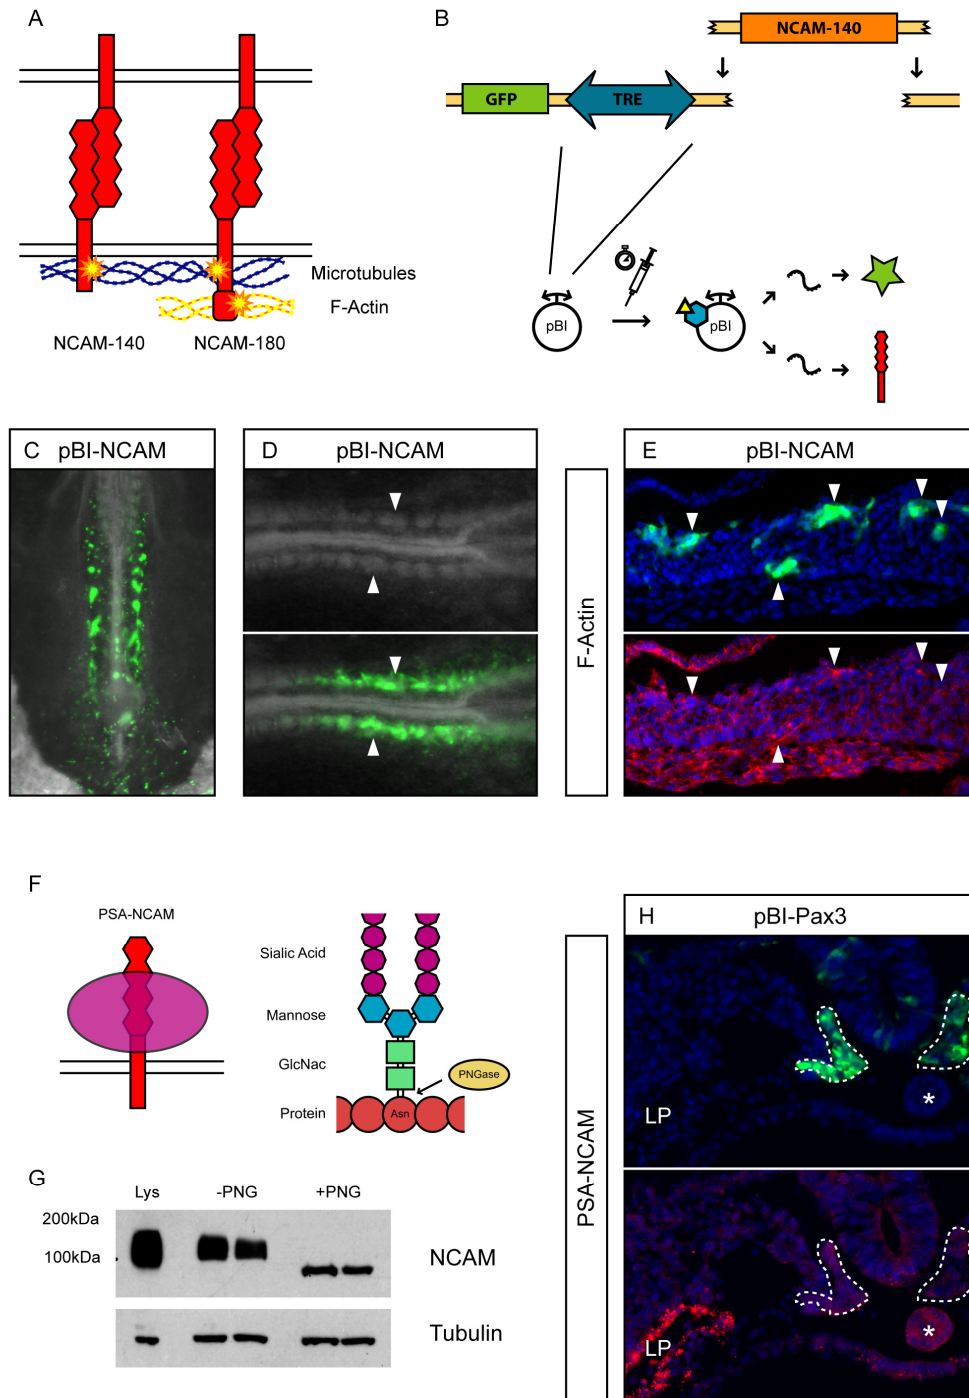 A
Microtubules
F-Actin
NCAM-140
NCAM-180
B
NCAM-140
GFP
TRE
pBI
pBI
C
pBI-NCAM
D
pBI-NCAM
E
pBI-NCAM
F-Actin
F
PSA-NCAM
Sialic Acid
Mannose
GlcNac
PNGase
Protein
Asn
G
Lys
-PNG
+PNG
200kDa
100kDa
NCAM
Tubulin
H
pBI-Pax3
PSA-NCAM
LP
*
LP
*